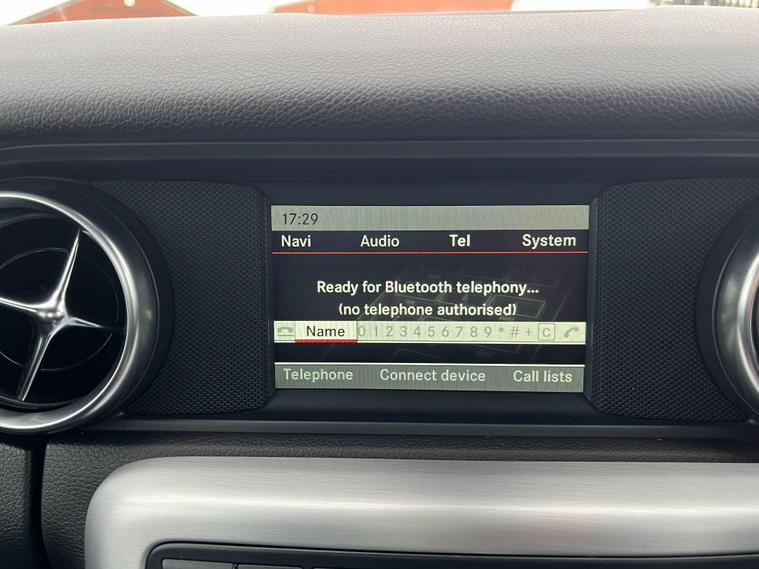 17:29
Navi Audio Tel System
Ready for Bluetooth telephony...
(no telephone authorised)
Name 0 1 2 3 4 5 6 7 8 9 * # + C
Telephone Connect device Call lists